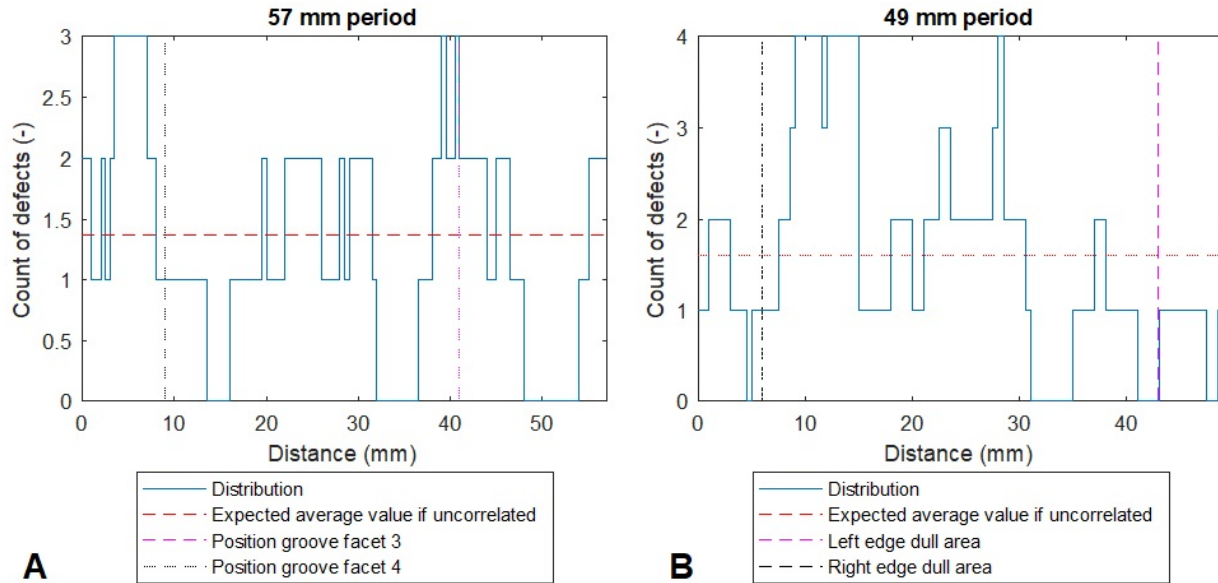 57 mm period
3
2.5
2
1.5
1
0.5
0
Count of defects (-)
0 10 20 30 40 50
Distance (mm)
Distribution
Expected average value if uncorrelated
Position groove facet 3
Position groove facet 4
A
49 mm period
4
3
2
1
0
Count of defects (-)
0 10 20 30 40
Distance (mm)
Distribution
Expected average value if uncorrelated
Left edge dull area
Right edge dull area
B